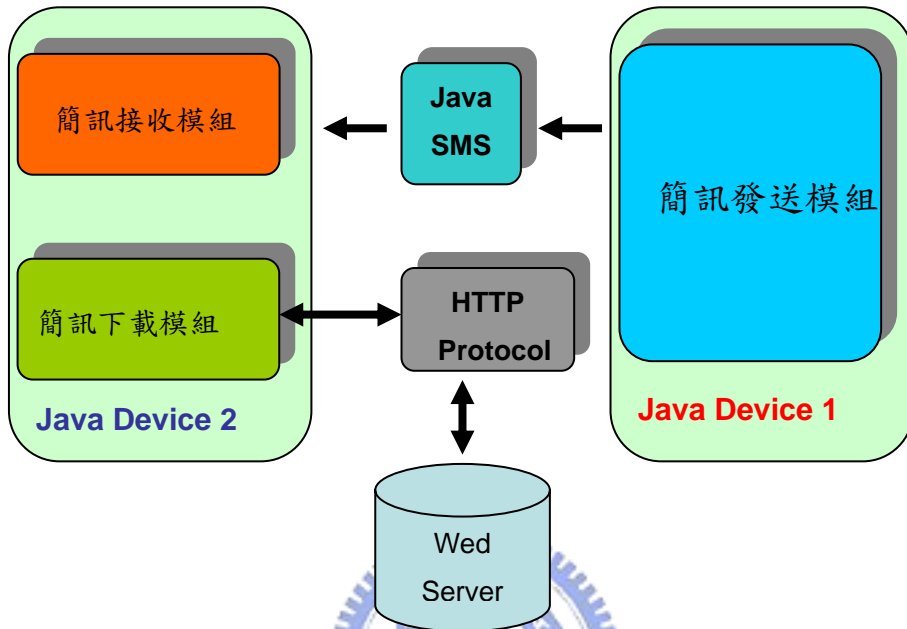 簡訊接收模組
Java
SMS
簡訊發送模組
簡訊下載模組
HTTP
Protocol
Java Device 2
Java Device 1
Wed
Server